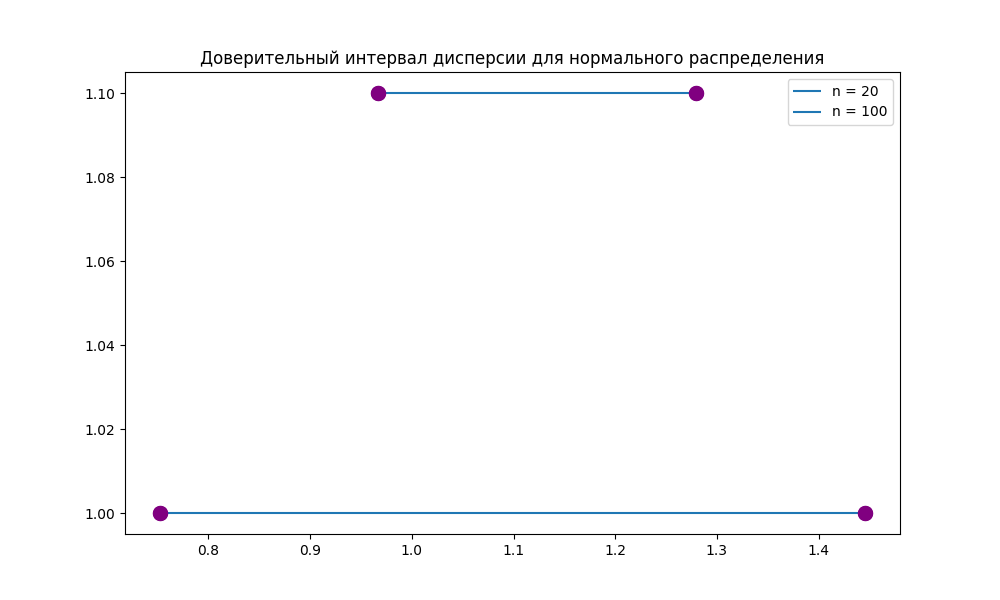 Доверительный интервал дисперсии для нормального распределения
n = 20
n = 100
1.10
1.08
1.06
1.04
1.02
1.00
0.8 0.9 1.0 1.1 1.2 1.3 1.4